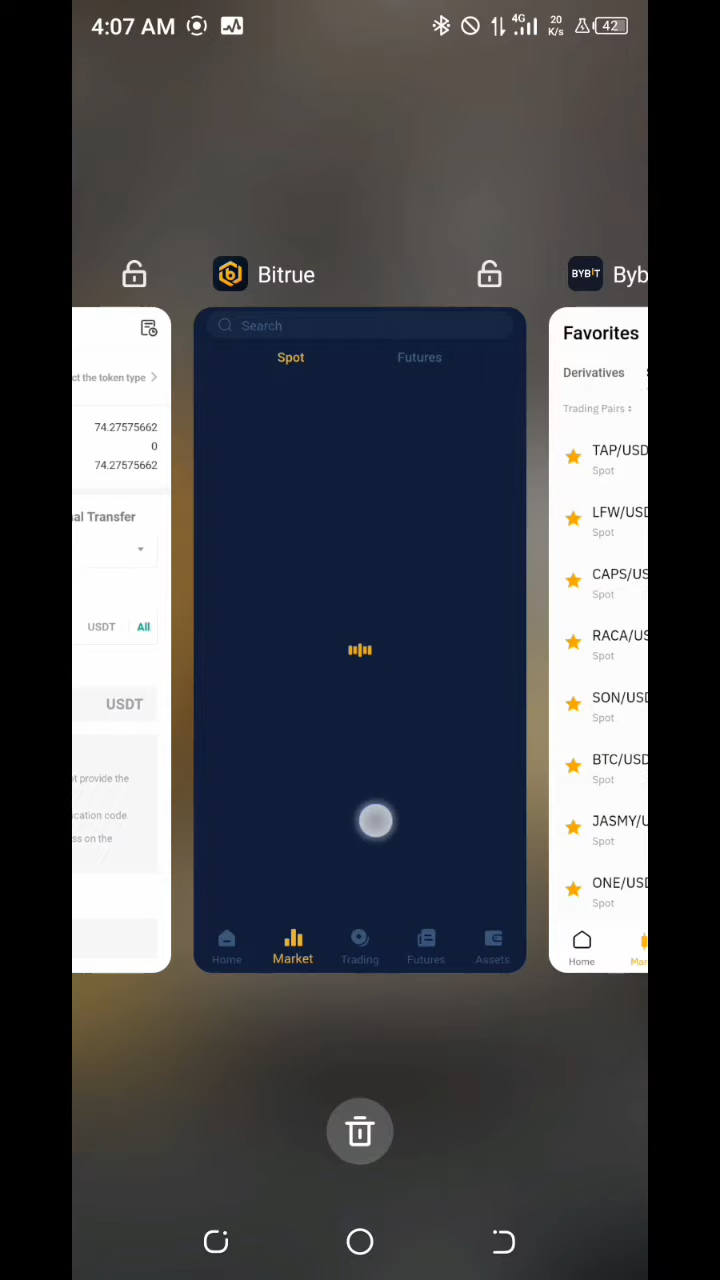 4:07 AM
4G
20
K/s
42
Bitrue
BYBIT
Byb
ct the token type
74.27575662
0
74.27575662
al Transfer
USDT
All
USDT
t provide the
cation code
ss on the
Search
Spot
Futures
Home
Market
Trading
Futures
Assets
Favorites
Derivatives
Trading Pairs
TAP/USD
Spot
LFW/USD
Spot
CAPS/US
Spot
RACA/US
Spot
SON/USD
Spot
BTC/USD
Spot
JASMY/U
Spot
ONE/USD
Spot
Home
Mar